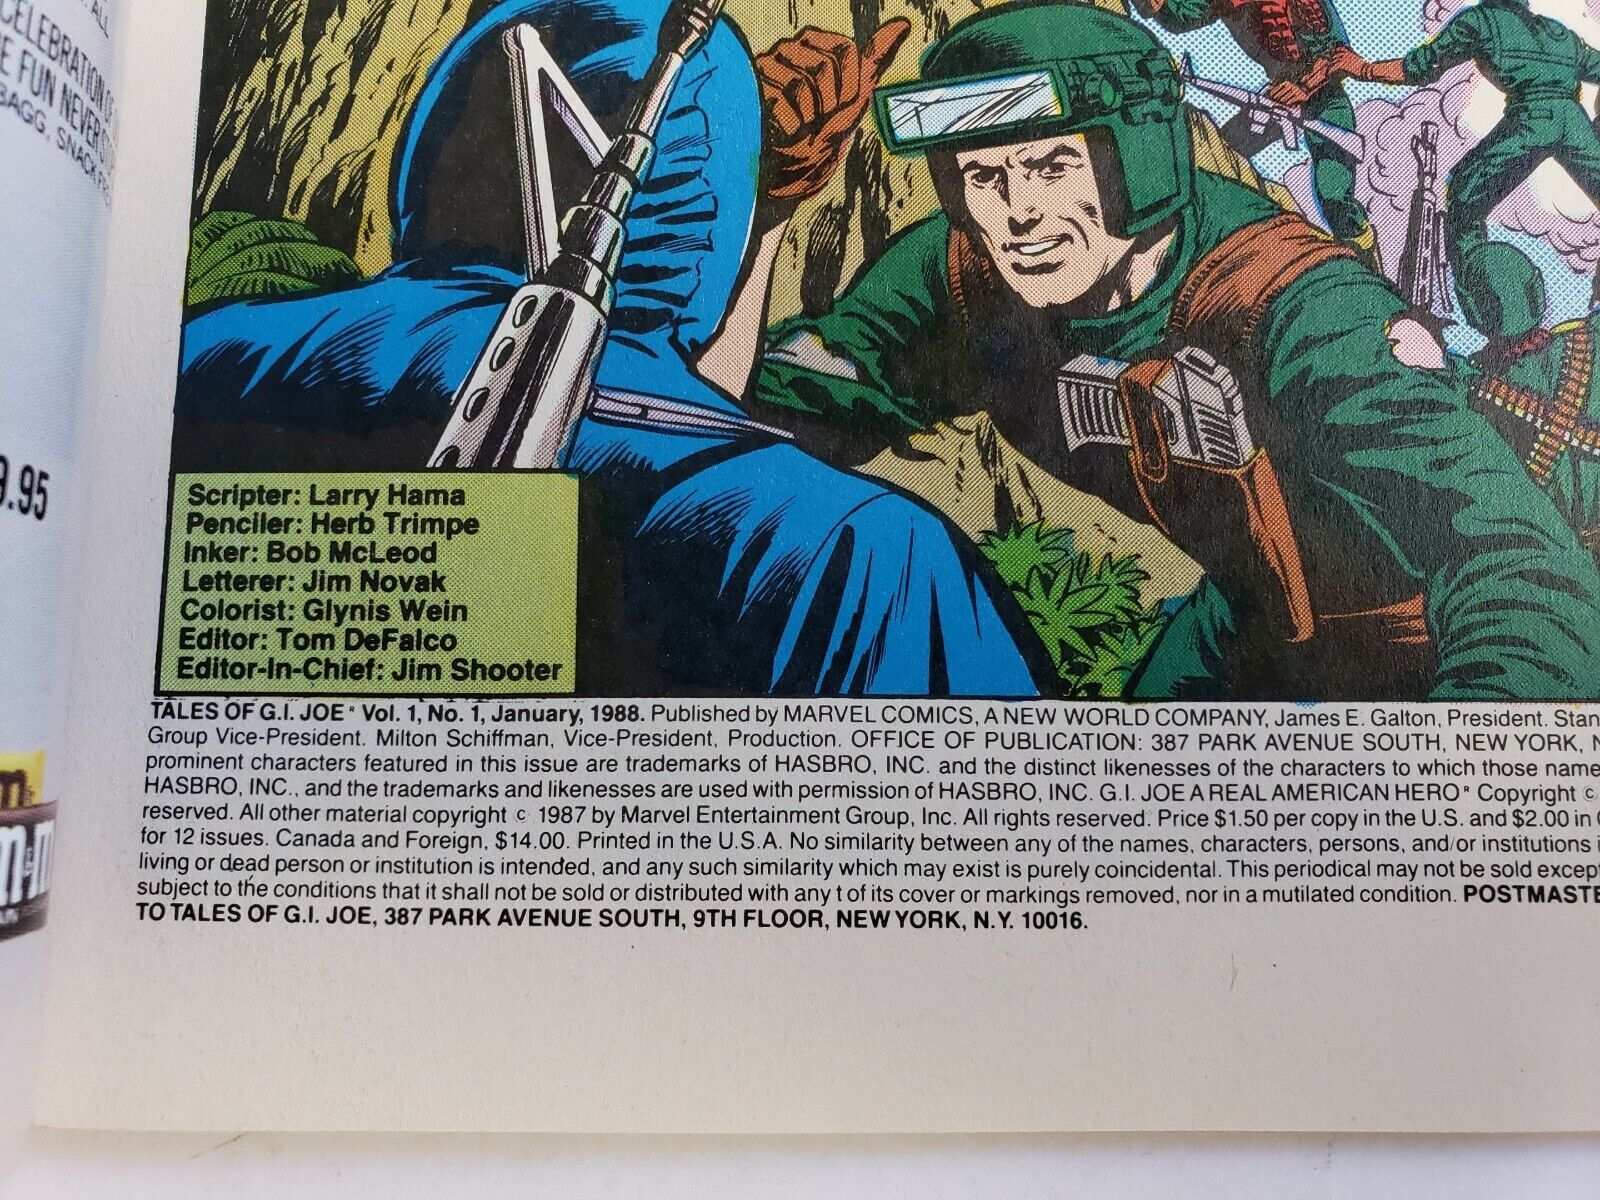 ALL
CELEBRATION OF
E FUN NEVER
BAGG. SNACK
9.95
Scripter: Larry Hama
Penciler: Herb Trimpe
Inker: Bob McLeod
Letterer: Jim Novak
Colorist: Glynis Wein
Editor: Tom DeFalco
Editor-In-Chief: Jim Shooter
TALES OF G.I. JOE® Vol. 1, No. 1, January, 1988. Published by MARVEL COMICS, A NEW WORLD COMPANY, James E. Galton, President. Stan
Group Vice-President. Milton Schiffman, Vice-President, Production. OFFICE OF PUBLICATION: 387 PARK AVENUE SOUTH, NEW YORK, N
prominent characters featured in this issue are trademarks of HASBRO, INC. and the distinct likenesses of the characters to which those name
HASBRO, INC., and the trademarks and likenesses are used with permission of HASBRO, INC. G.I. JOE A REAL AMERICAN HERO® Copyright ©
reserved. All other material copyright © 1987 by Marvel Entertainment Group, Inc. All rights reserved. Price $1.50 per copy in the U.S. and $2.00 in C
for 12 issues. Canada and Foreign, $14.00. Printed in the U.S.A. No similarity between any of the names, characters, persons, and/or institutions i
living or dead person or institution is intended, and any such similarity which may exist is purely coincidental. This periodical may not be sold except
subject to the conditions that it shall not be sold or distributed with any t of its cover or markings removed, nor in a mutilated condition. POSTMASTE
TO TALES OF G.I. JOE, 387 PARK AVENUE SOUTH, 9TH FLOOR, NEW YORK, N.Y. 10016.